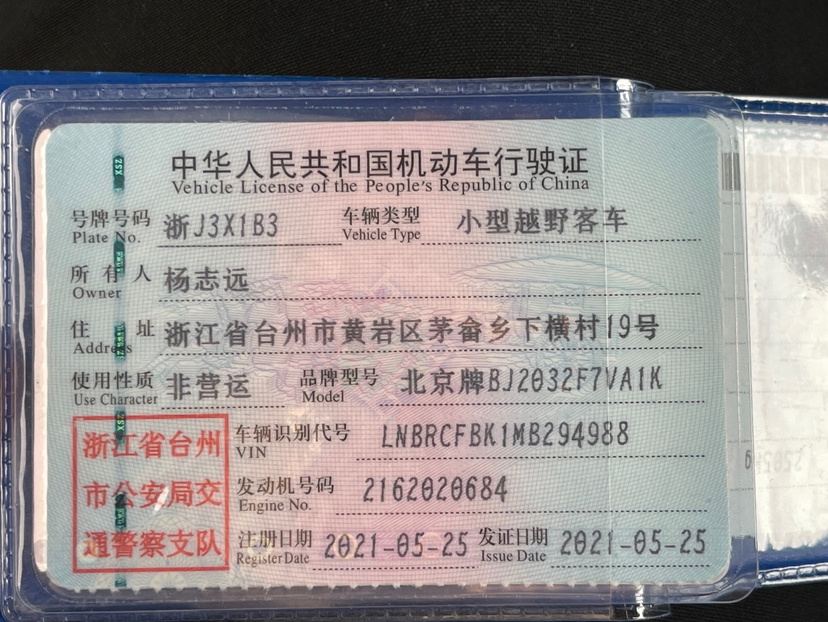 中华人民共和国机动车行驶证
Vehicle License of the People's Republic of China
号牌号码 浙J3X1B3 车辆类型 小型越野客车
Plate No. Vehicle Type
所有人 杨志远
Owner
住址 浙江省台州市黄岩区茅畲乡下横村19号
Address
使用性质 非营运 品牌型号 北京牌BJ2032F7VA1K
Use Character Model
浙江省台州 车辆识别代号 LNBRCFBK1MB294988
VIN
市公安局交 发动机号码 2162020684
Engine No.
通警察支队 注册日期 2021-05-25 发证日期 2021-05-25
Register Date Issue Date